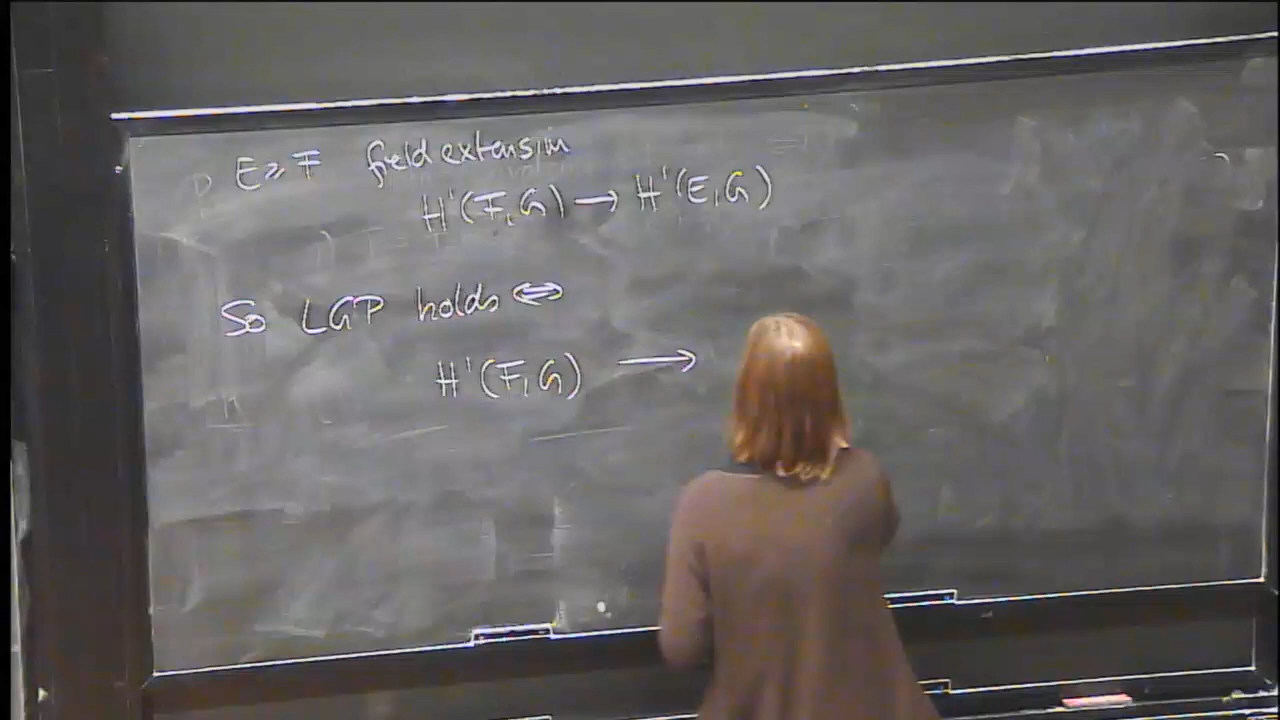 E ≥ F field extension
H¹(F, G) → H¹(E, G)
So LGP holds ⇔
H¹(F, G) →